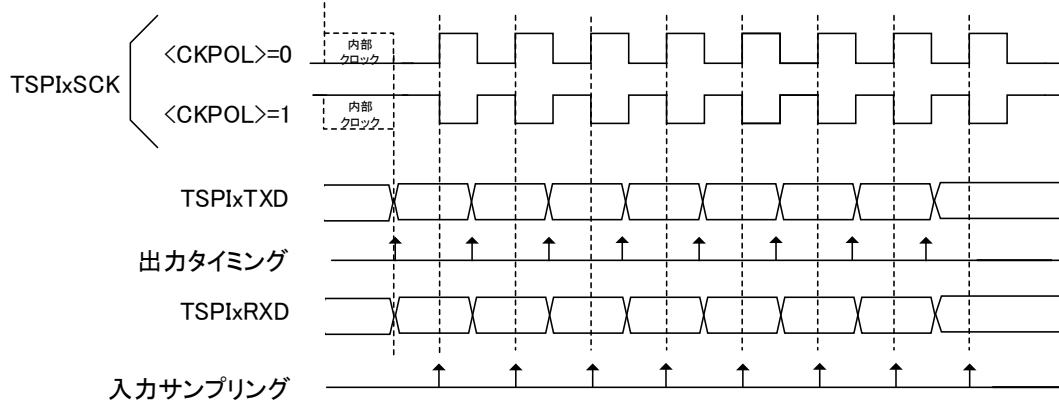 内部
クロック
<CKPOL>=0
TSPIxSCK
<CKPOL>=1
内部
クロック
TSPIxTXD
出力タイミング
TSPIxRXD
入力サンプリング